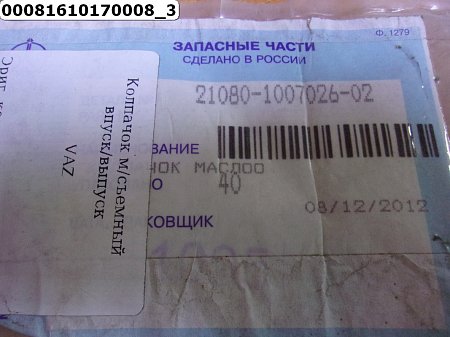 00081610170008_3
Ф. 1279
ЗАПАСНЫЕ ЧАСТИ
СДЕЛАНО В РОССИИ
21080-1007026-02
ВАНИЕ
ЧОК МАСЛОО
О 40
08/12/2012
КОВЩИК
Колпачок м/съемный
впуск/выпуск
VAZ